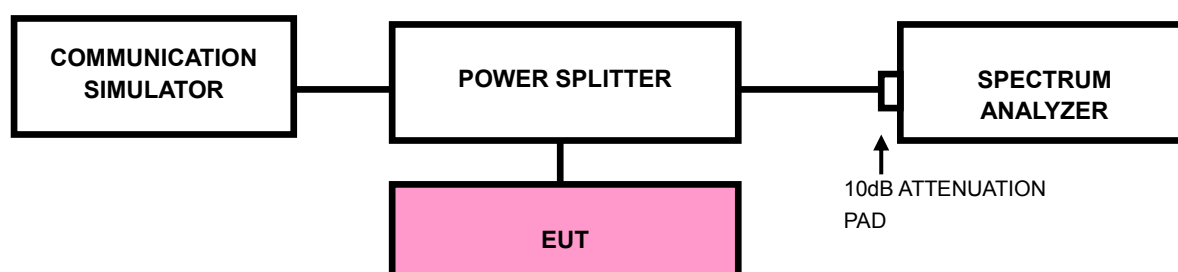 COMMUNICATION
SIMULATOR
POWER SPLITTER
SPECTRUM
ANALYZER
10dB ATTENUATION
PAD
EUT